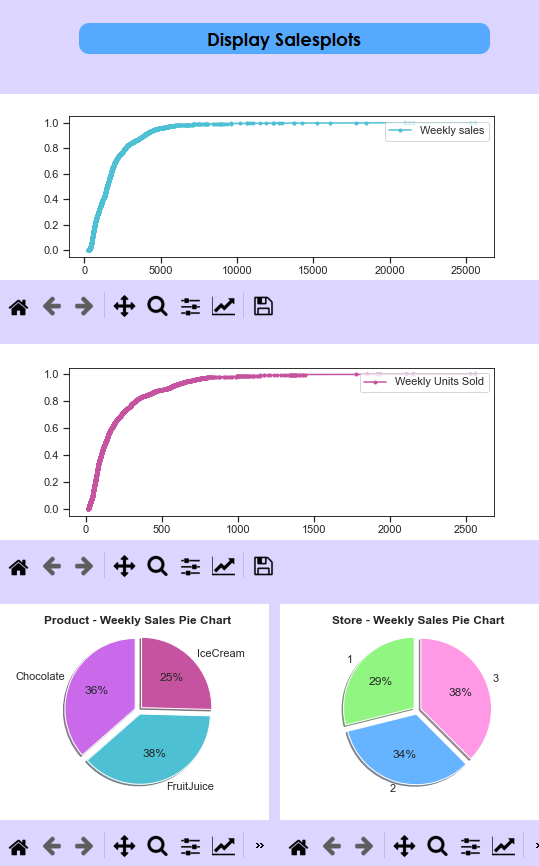 Display Salesplots
1.0
0.8
0.6
0.4
0.2
0.0
Weekly sales
0 5000 10000 15000 20000 25000
1.0
0.8
0.6
0.4
0.2
0.0
Weekly Units Sold
0 500 1000 1500 2000 2500
Product - Weekly Sales Pie Chart
IceCream
25%
Chocolate
36%
38%
FruitJuice
Store - Weekly Sales Pie Chart
1
29%
3
38%
34%
2
»